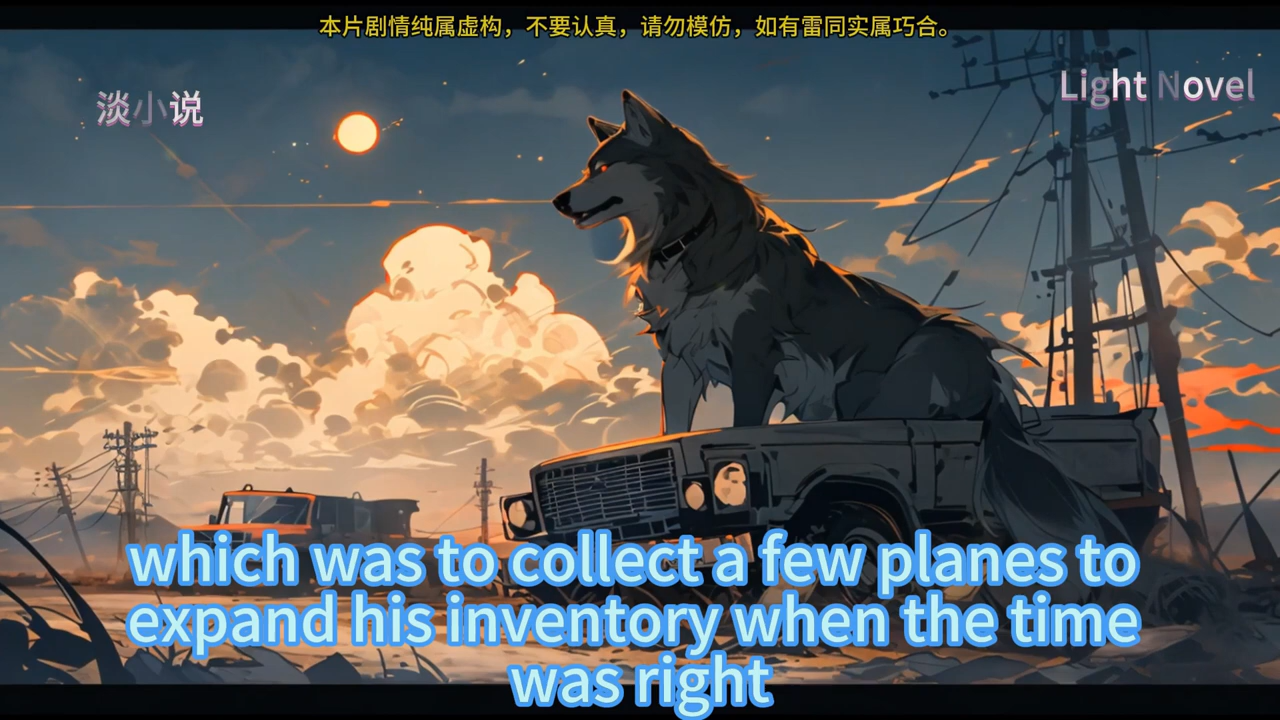 本片剧情纯属虚构，不要认真，请勿模仿，如有雷同实属巧合。
淡小说
Light Novel
which was to collect a few planes to
expand his inventory when the time
was right